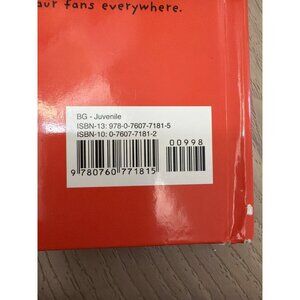 ur fans everywhere.
BG - Juvenile
ISBN-13: 978-0-7607-7181-5
ISBN-10: 0-7607-7181-2
00998
9 780760 771815